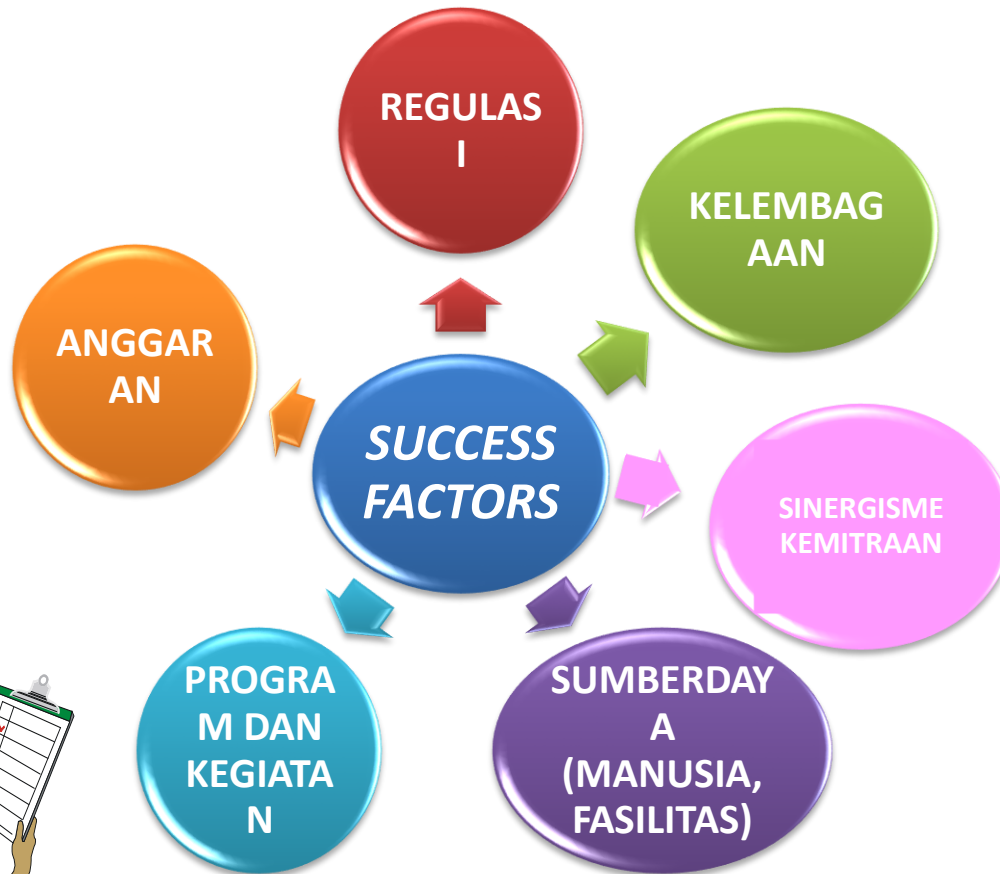 REGULAS
I
KELEMBAG
AAN
ANGGAR
AN
SUCCESS
FACTORS
SINERGISME
KEMITRAAN
PROGRA
M DAN
KEGIATA
N
SUMBERDAY
A
(MANUSIA,
FASILITAS)